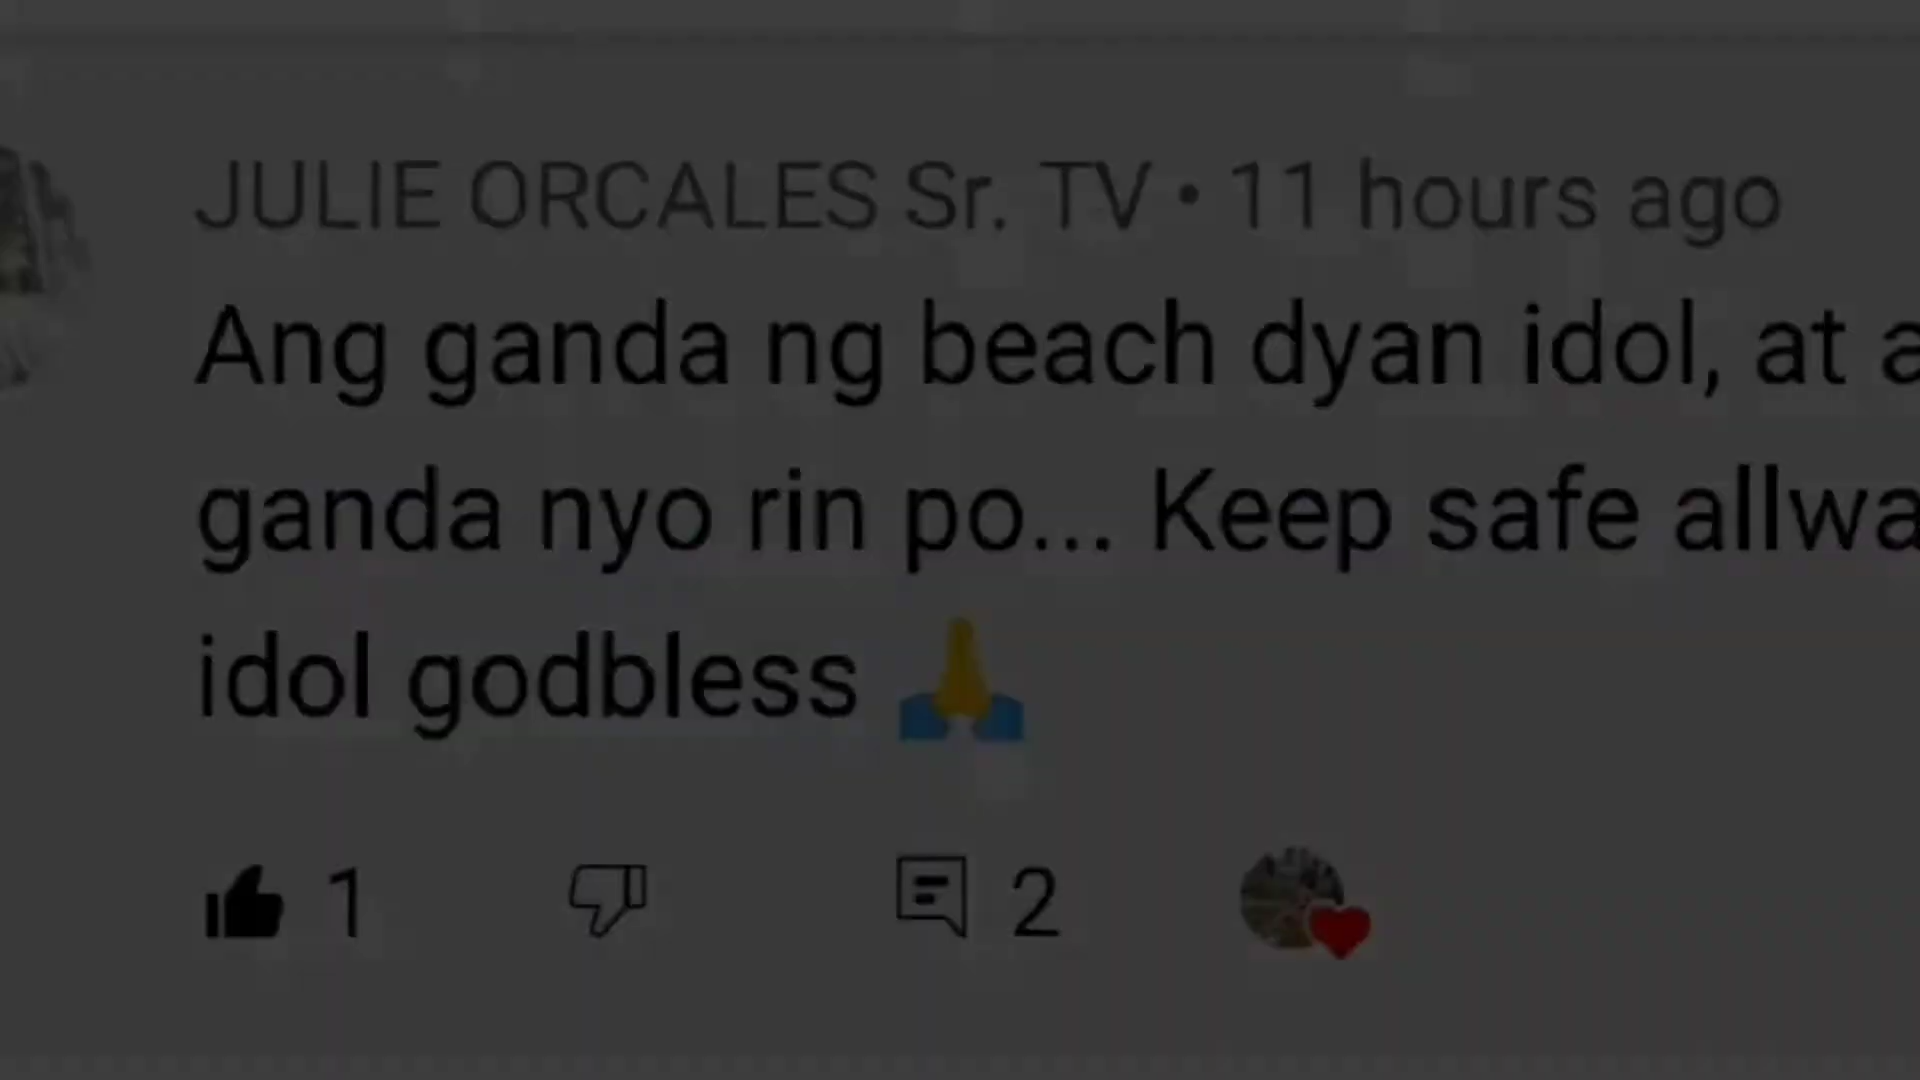 JULIE ORCALES Sr. TV • 11 hours ago
Ang ganda ng beach dyan idol, at
ganda nyo rin po... Keep safe
idol godbless 🙏
1 2